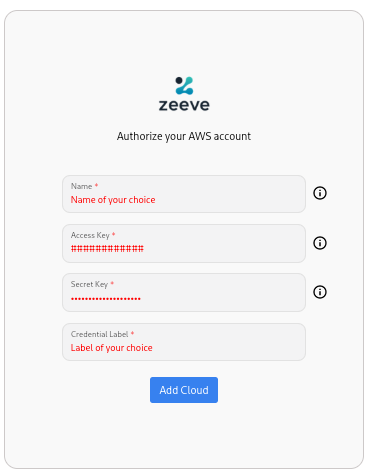 zeeve
Authorize your AWS account
Name *
Name of your choice
Access Key *
############
Secret Key *
••••••••••••••••••••
Credential Label *
Label of your choice
Add Cloud